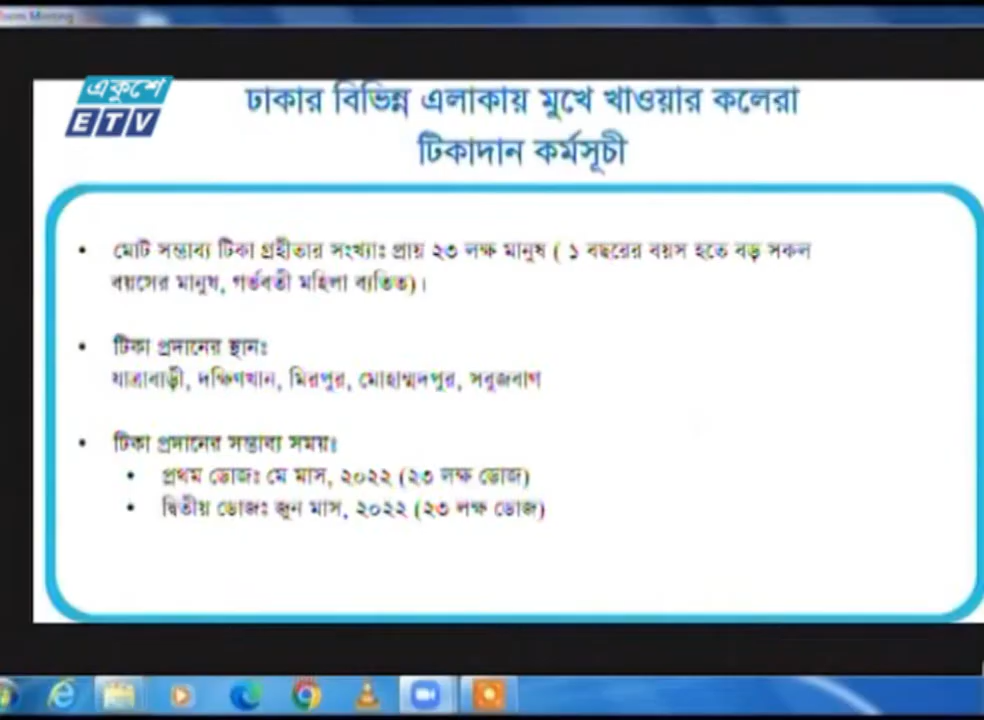 Zoom Meeting
একুশে
ETV
ঢাকার বিভিন্ন এলাকায় মুখে খাওয়ার কলেরা
টিকাদান কর্মসূচী
• মোট সম্ভাব্য টিকা গ্রহীতার সংখ্যাঃ প্রায় ২৩ লক্ষ মানুষ ( ১ বছরের বয়স হতে বড় সকল
বয়সের মানুষ, গর্ভবতী মহিলা ব্যতিত)।
• টিকা প্রদানের স্থানঃ
যাত্রাবাড়ী, দক্ষিণখান, মিরপুর, মোহাম্মদপুর, সবুজবাগ
• টিকা প্রদানের সম্ভাব্য সময়ঃ
• প্রথম ডোজঃ মে মাস, ২০২২ (২৩ লক্ষ ডোজ)
• দ্বিতীয় ডোজঃ জুন মাস, ২০২২ (২৩ লক্ষ ডোজ)